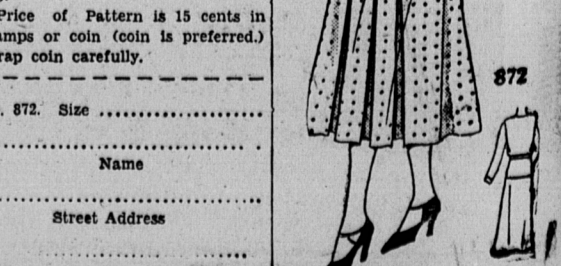 Price of Pattern is 15 cents in
amps or coin (coin is preferred.)
rap coin carefully.
. 872. Size ..............................
Name
Street Address
872